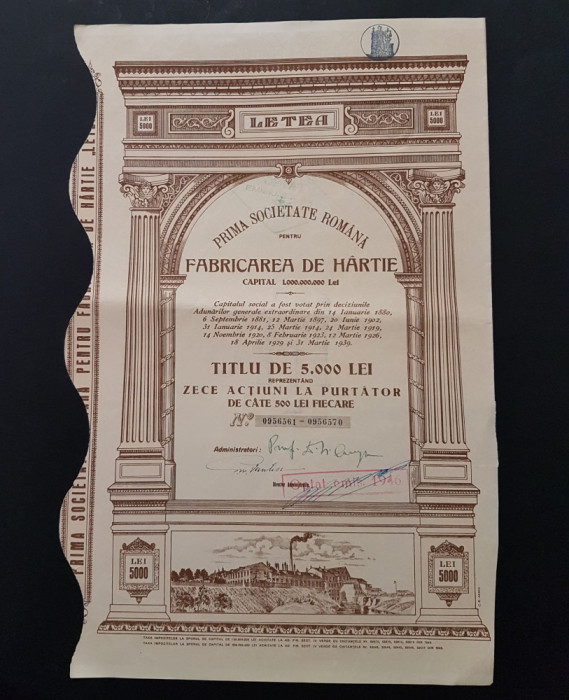 LETEA
LEI
5000
LEI
5000
PRIMA SOCIETATE ROMÂNĂ
PENTRU
FABRICAREA DE HÂRTIE
CAPITAL 1.000.000.000 Lei
Capitalul social a fost votat prin decisiunile
Adunărilor generale extraordinare din 14 Ianuarie 1880,
6 Septembrie 1881, 12 Martie 1897, 20 Iunie 1902,
31 Ianuarie 1914, 25 Martie 1914, 24 Martie 1919,
14 Noembrie 1920, 8 Februarie 1923, 12 Martie 1926,
18 Aprilie 1929 și 31 Martie 1939.
TITLU DE 5.000 LEI
REPREZENTÂND
ZECE ACȚIUNI LA PURTĂTOR
DE CÂTE 500 LEI FIECARE
No 0956561 - 0956570
Administratori:
1946
LEI
5000
LEI
5000
PRIMA SOCIET
PENTRU
DE HÂRTIE „LET